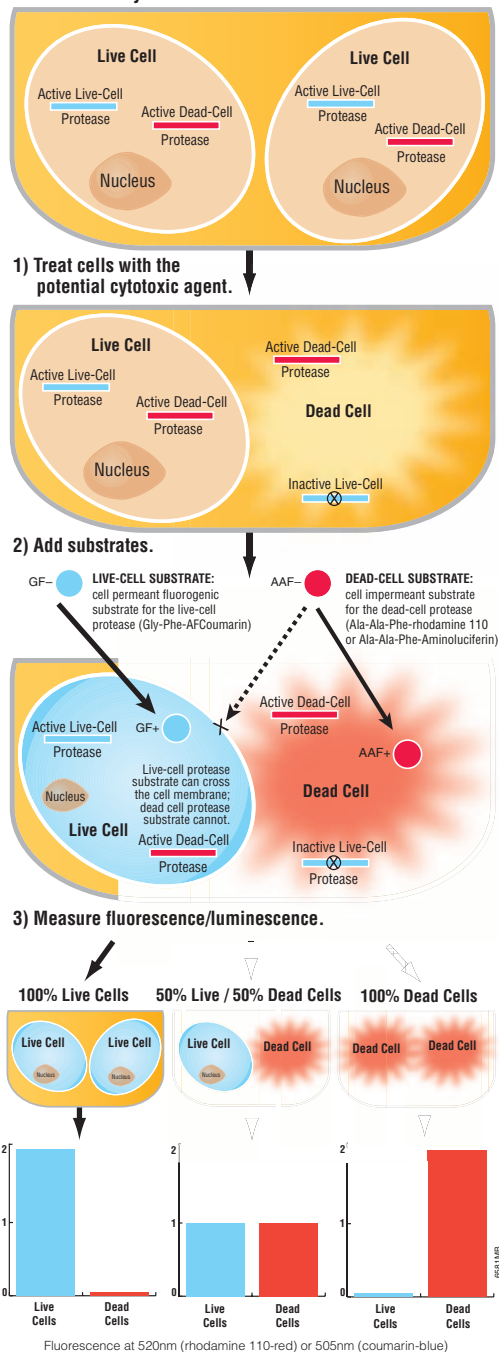 Live Cell
Live Cell
Active Live-Cell
Protease
Active Dead-Cell
Protease
Nucleus
Active Live-Cell
Protease
Active Dead-Cell
Protease
Nucleus
1) Treat cells with the
potential cytotoxic agent.
Live Cell
Active Live-Cell
Protease
Active Dead-Cell
Protease
Nucleus
Active Dead-Cell
Protease
Dead Cell
Inactive Live-Cell
2) Add substrates.
GF–
LIVE-CELL SUBSTRATE:
cell permeant fluorogenic
substrate for the live-cell
protease (Gly-Phe-AFCoumarin)
AAF–
DEAD-CELL SUBSTRATE:
cell impermeant substrate
for the dead-cell protease
(Ala-Ala-Phe-rhodamine 110
or Ala-Ala-Phe-Aminoluciferin)
Active Live-Cell
Protease
GF+
Nucleus
Live-cell protease
substrate can cross
the cell membrane;
dead cell protease
substrate cannot.
Live Cell
Active Dead-Cell
Protease
Active Dead-Cell
Protease
AAF+
Dead Cell
Inactive Live-Cell
Protease
3) Measure fluorescence/luminescence.
100% Live Cells
50% Live / 50% Dead Cells
100% Dead Cells
Live Cell
Nucleus
Live Cell
Nucleus
Live Cell
Nucleus
Dead Cell
Dead Cell
Dead Cell
2
1
0
Live
Cells
Dead
Cells
2
1
0
Live
Cells
Dead
Cells
2
1
0
Live
Cells
Dead
Cells
6581MB
Fluorescence at 520nm (rhodamine 110-red) or 505nm (coumarin-blue)